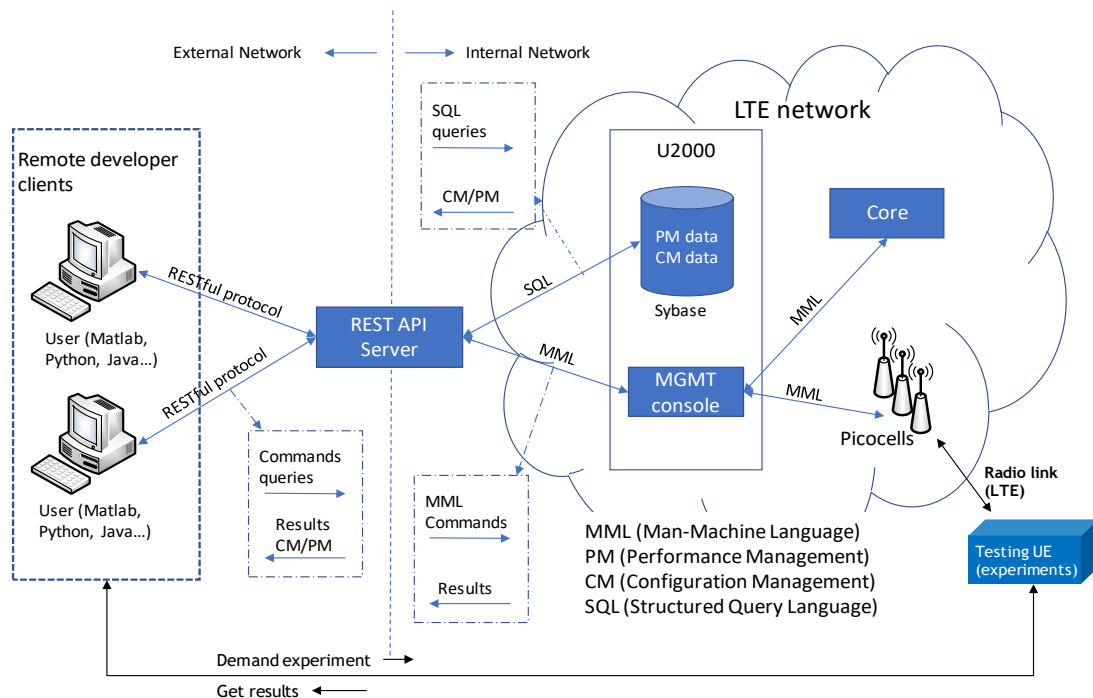 External Network
Internal Network
LTE network
SQL
queries
CM/PM
U2000
PM data
CM data
Sybase
Core
Remote developer
clients
User (Matlab,
Python, Java...)
User (Matlab,
Python, Java...)
RESTful protocol
RESTful protocol
REST API
Server
SQL
MML
MGMT
console
MML
MML
Picocells
Radio link
(LTE)
Testing UE
(experiments)
Commands
queries
Results
CM/PM
MML
Commands
Results
MML (Man-Machine Language)
PM (Performance Management)
CM (Configuration Management)
SQL (Structured Query Language)
Demand experiment
Get results